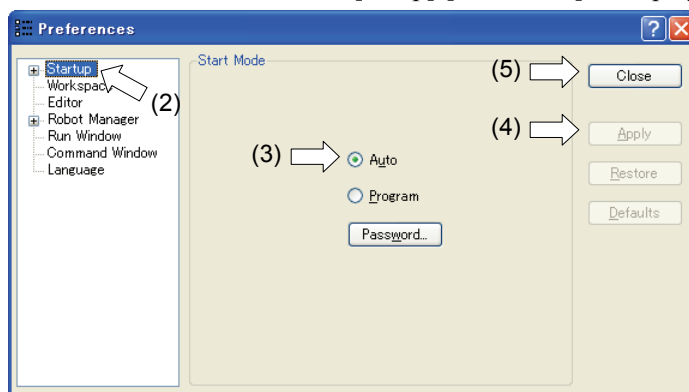 Preferences
Startup
Workspac
(2)
Editor
Robot Manager
Run Window
Command Window
Language
Start Mode
(3)
Auto
Program
Password...
(5)
Close
(4)
Apply
Restore
Defaults